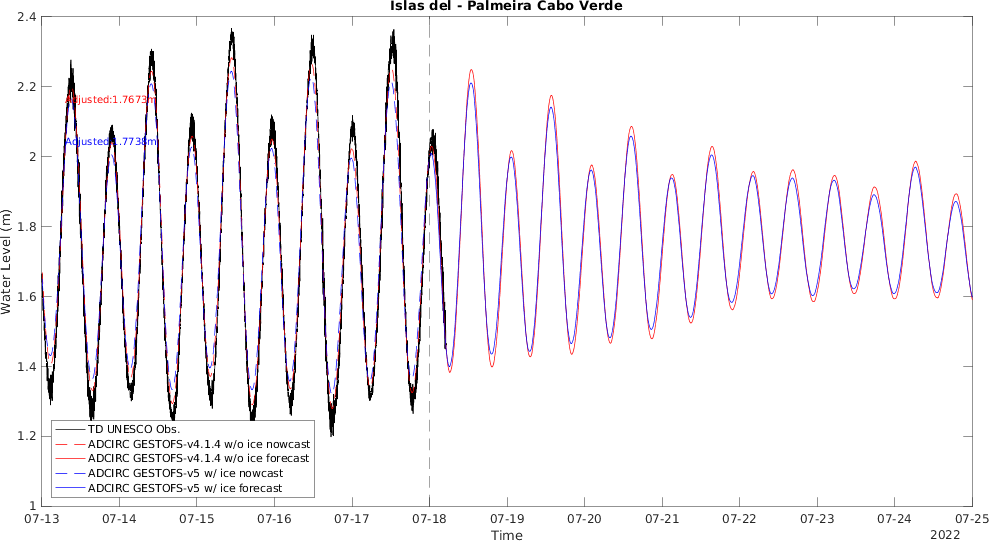 Islas del - Palmeira Cabo Verde
2.4
2.2
2
1.8
1.6
1.4
1.2
1
Water Level (m)
Adjusted:1.7673m
Adjusted:1.7738m
TD UNESCO Obs.
ADCIRC GESTOFS-v4.1.4 w/o ice nowcast
ADCIRC GESTOFS-v4.1.4 w/o ice forecast
ADCIRC GESTOFS-v5 w/ ice nowcast
ADCIRC GESTOFS-v5 w/ ice forecast
07-13 07-14 07-15 07-16 07-17 07-18 07-19 07-20 07-21 07-22 07-23 07-24 07-25
Time
2022